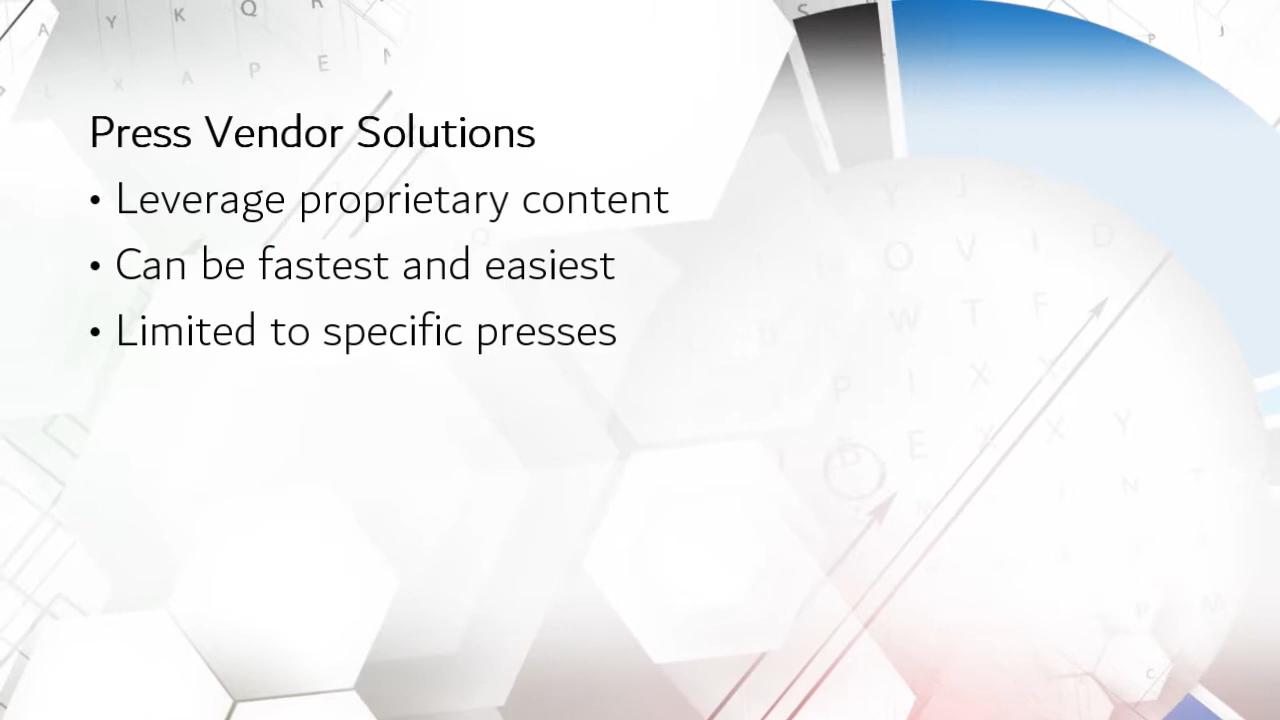 Press Vendor Solutions
• Leverage proprietary content
• Can be fastest and easiest
• Limited to specific presses